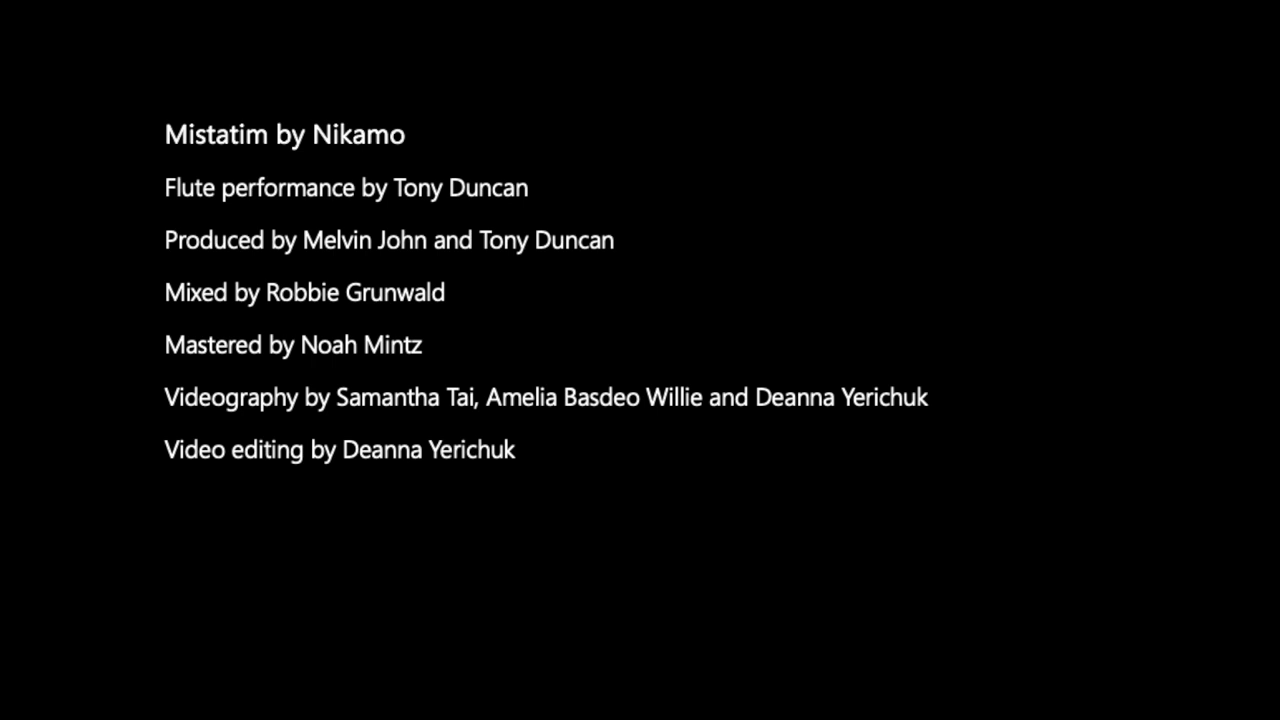 Mistatim by Nikamo
Flute performance by Tony Duncan
Produced by Melvin John and Tony Duncan
Mixed by Robbie Grunwald
Mastered by Noah Mintz
Videography by Samantha Tai, Amelia Basdeo Willie and Deanna Yerichuk
Video editing by Deanna Yerichuk